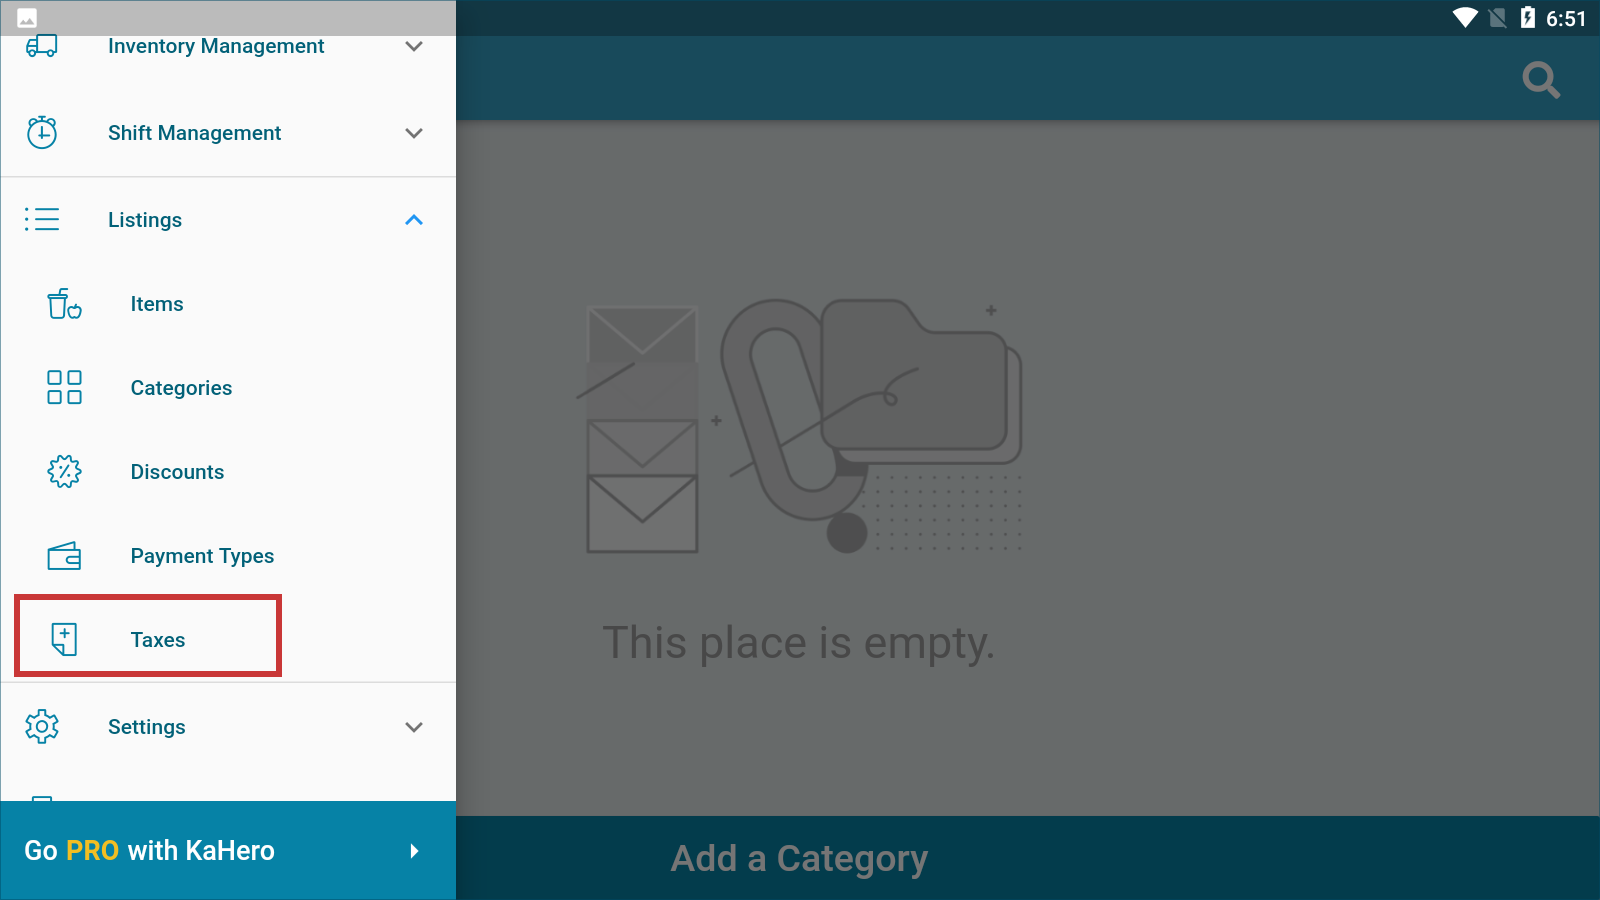 6:51
Inventory Management
Shift Management
Listings
Items
Categories
Discounts
Payment Types
Taxes
Settings
Go PRO with KaHero
This place is empty.
Add a Category